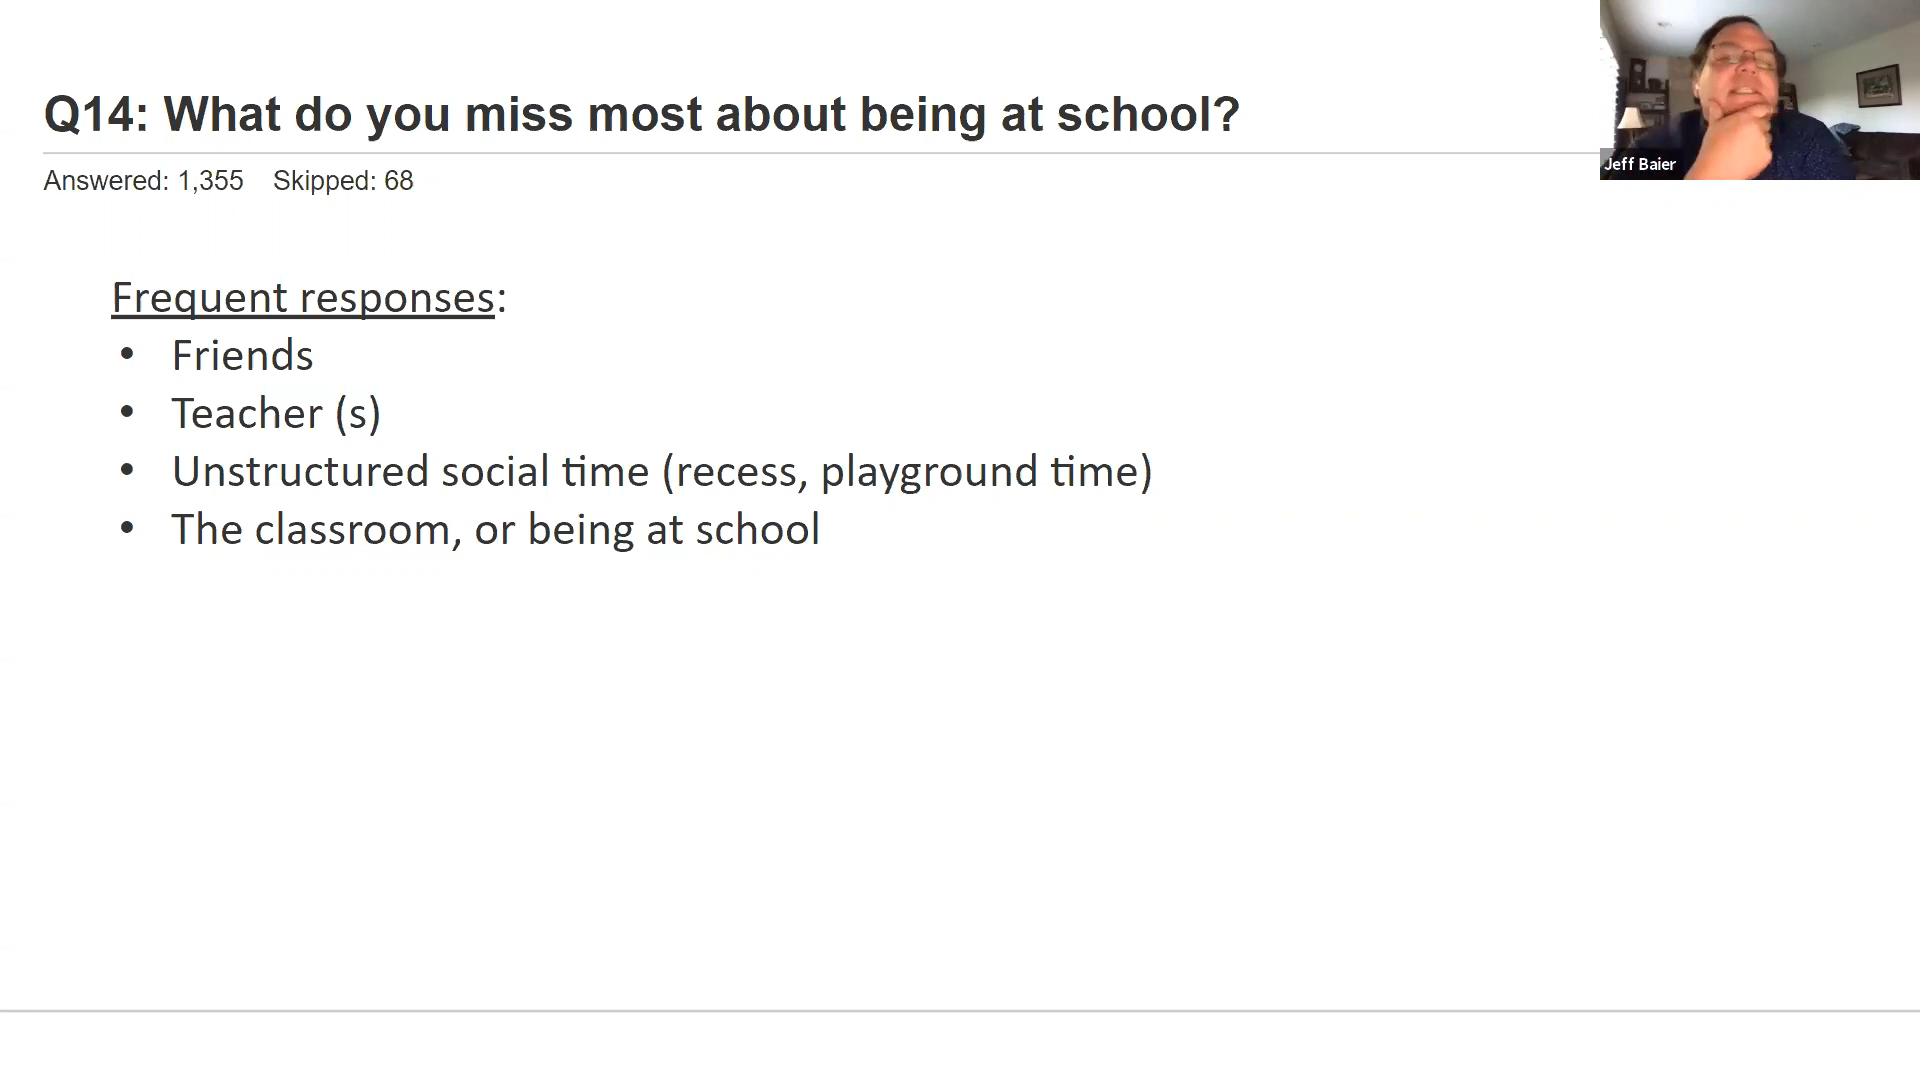 Q14: What do you miss most about being at school?
Answered: 1,355 Skipped: 68
Jeff Baier
Frequent responses:
• Friends
• Teacher (s)
• Unstructured social time (recess, playground time)
• The classroom, or being at school